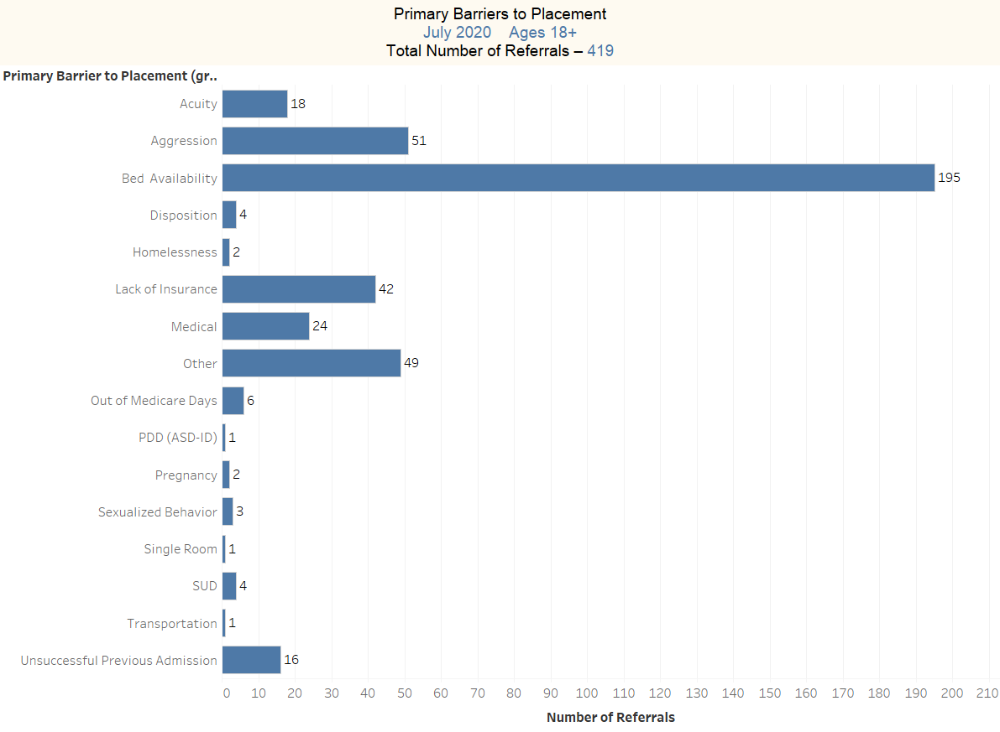 Primary Barriers to Placement
July 2020 Ages 18+
Total Number of Referrals – 419
Primary Barrier to Placement (gr..
Acuity 18
Aggression 51
Bed Availability 195
Disposition 4
Homelessness 2
Lack of Insurance 42
Medical 24
Other 49
Out of Medicare Days 6
PDD (ASD-ID) 1
Pregnancy 2
Sexualized Behavior 3
Single Room 1
SUD 4
Transportation 1
Unsuccessful Previous Admission 16
0 10 20 30 40 50 60 70 80 90 100 110 120 130 140 150 160 170 180 190 200 210
Number of Referrals